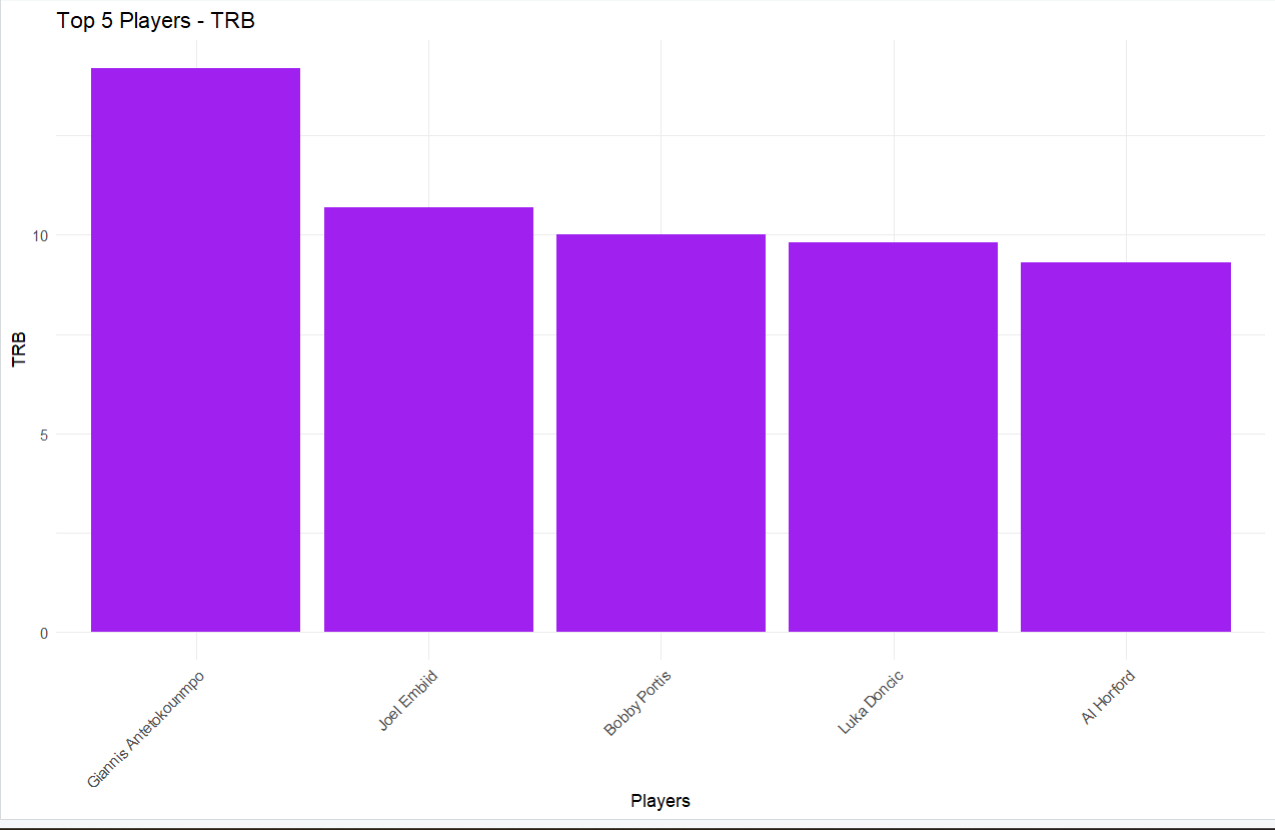 Top 5 Players - TRB
TRB
10
5
0
Giannis Antetokounmpo
Joel Embiid
Bobby Portis
Luka Doncic
Al Horford
Players